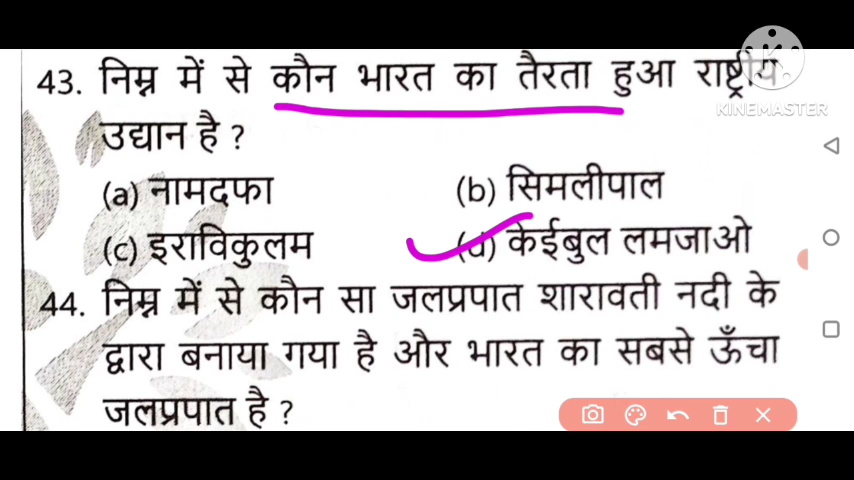 43. निम्न में से कौन भारत का तैरता हुआ राष्ट्रीय
KINEMASTER
उद्यान है ?
(a) नामदफा (b) सिमलीपाल
(c) इराविकुलम (d) केईबुल लमजाओ
44. निम्न में से कौन सा जलप्रपात शारावती नदी के
द्वारा बनाया गया है और भारत का सबसे ऊँचा
जलप्रपात है ?